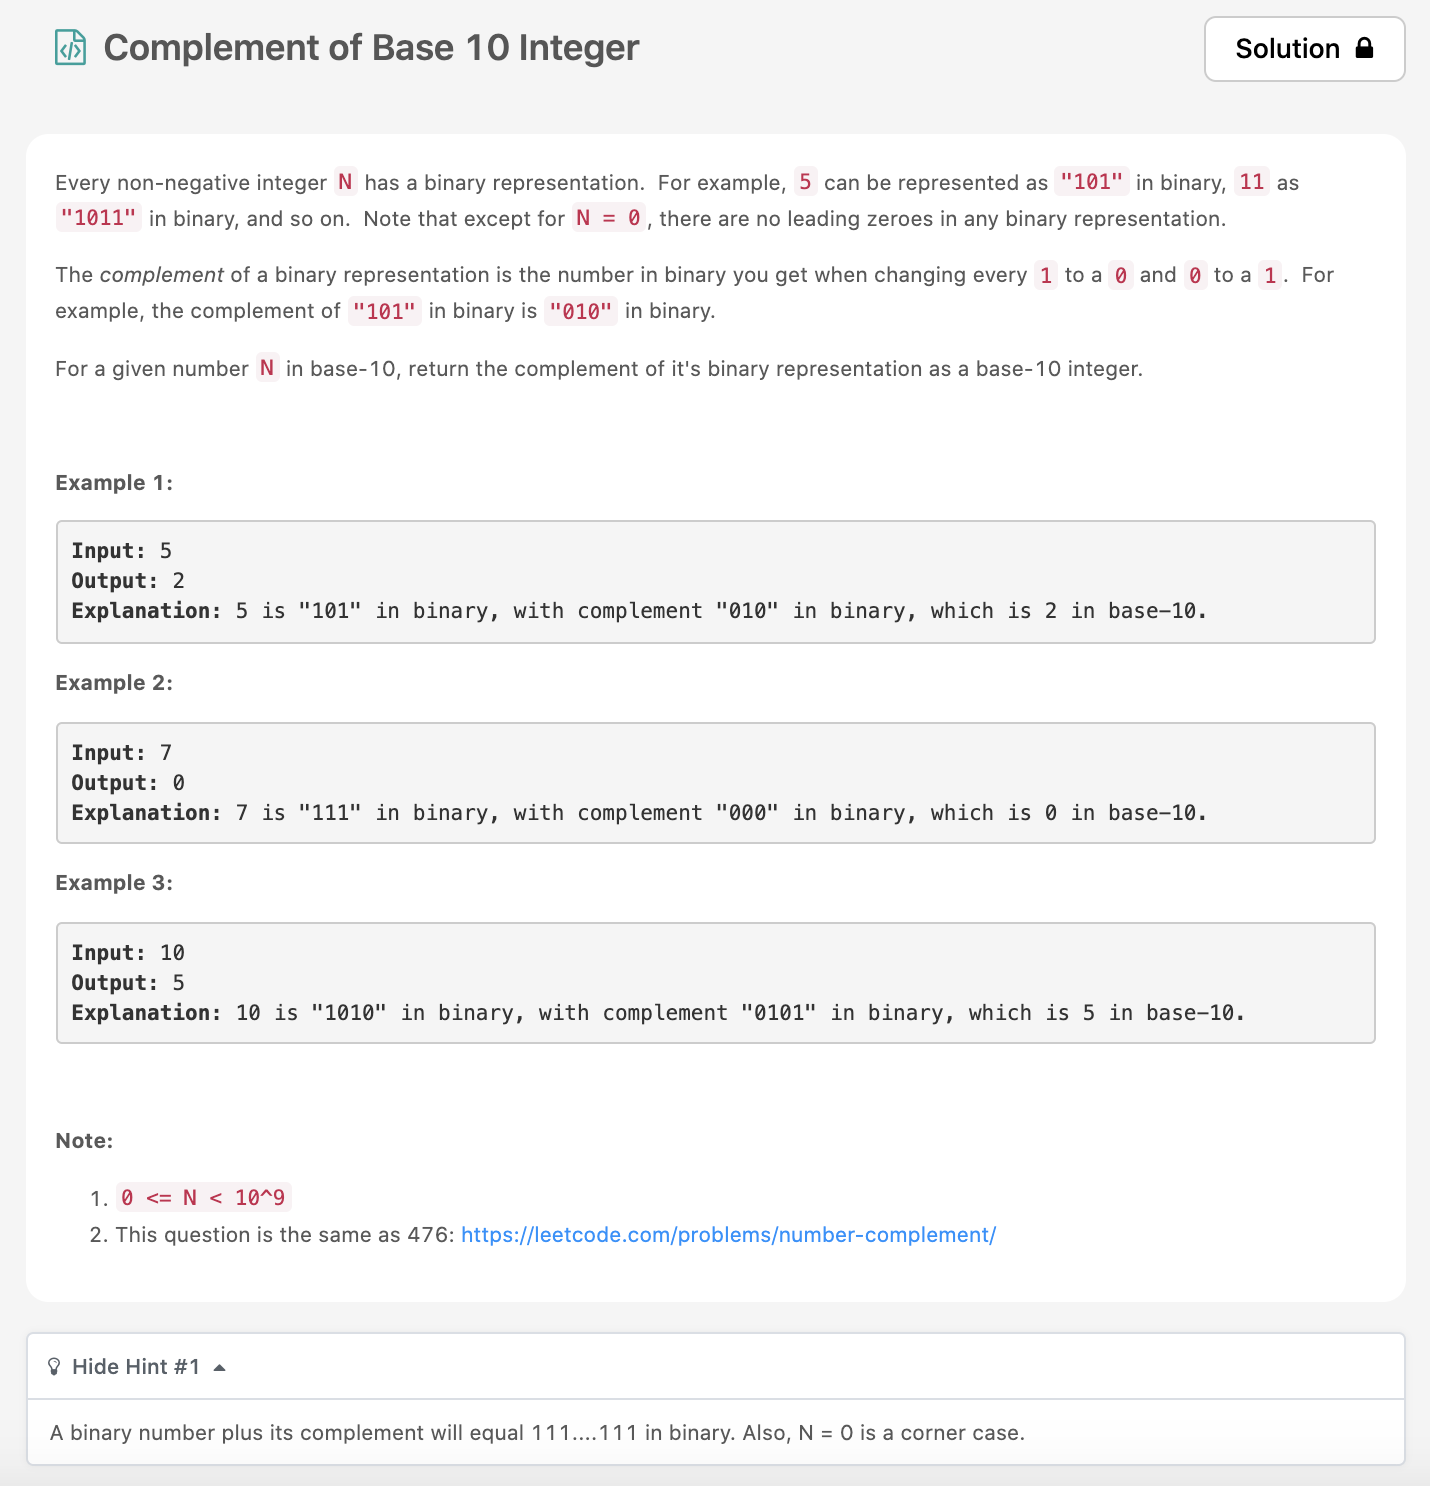 Complement of Base 10 Integer
Solution
Every non-negative integer N has a binary representation.  For example, 5 can be represented as "101" in binary, 11 as
"1011" in binary, and so on.  Note that except for N = 0, there are no leading zeroes in any binary representation.
The complement of a binary representation is the number in binary you get when changing every 1 to a 0 and 0 to a 1.  For
example, the complement of "101" in binary is "010" in binary.
For a given number N in base-10, return the complement of it's binary representation as a base-10 integer.
Example 1:
Input: 5
Output: 2
Explanation: 5 is "101" in binary, with complement "010" in binary, which is 2 in base-10.
Example 2:
Input: 7
Output: 0
Explanation: 7 is "111" in binary, with complement "000" in binary, which is 0 in base-10.
Example 3:
Input: 10
Output: 5
Explanation: 10 is "1010" in binary, with complement "0101" in binary, which is 5 in base-10.
Note:
1. 0 <= N < 10^9
2. This question is the same as 476: https://leetcode.com/problems/number-complement/
Hide Hint #1
A binary number plus its complement will equal 111....111 in binary. Also, N = 0 is a corner case.